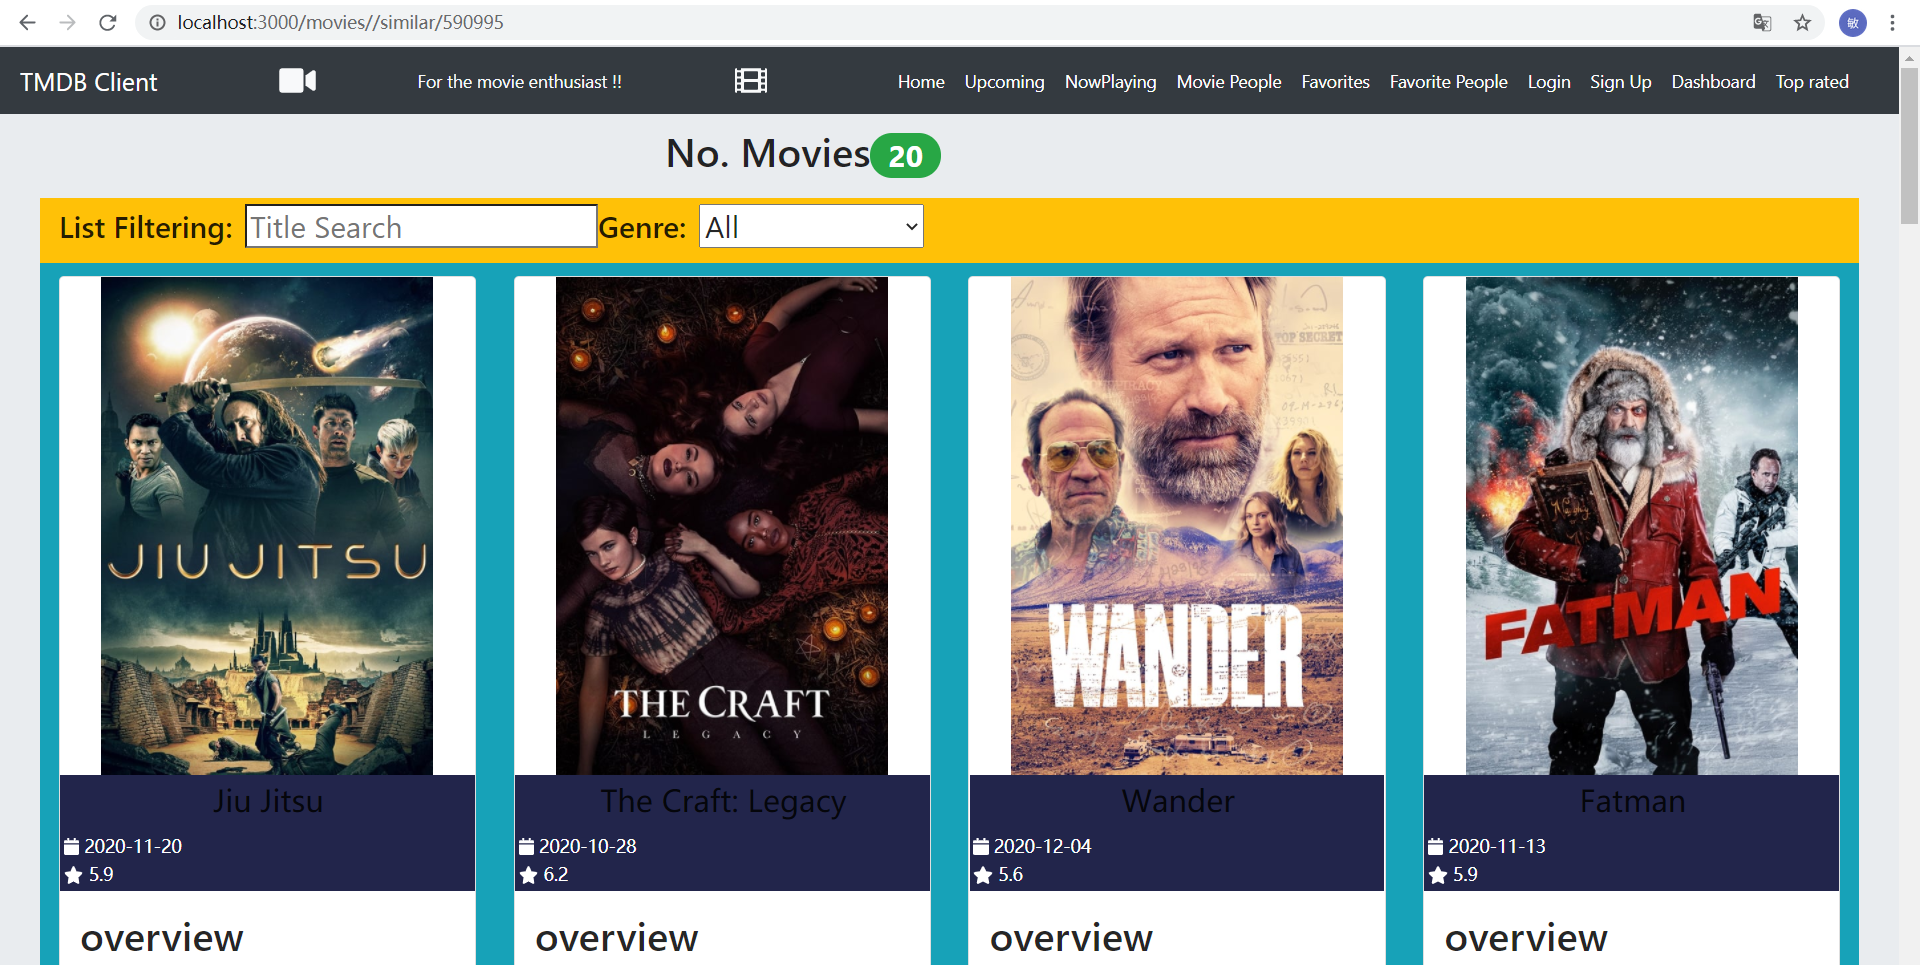 localhost:3000/movies//similar/590995
敏
TMDB Client
For the movie enthusiast !!
Home Upcoming NowPlaying Movie People Favorites Favorite People Login Sign Up Dashboard Top rated
No. Movies 20
List Filtering: Title Search Genre: All
JIU JITSU
THE CRAFT
LEGACY
TOP SECRET
WANDER
Naughty
FATMAN
Jiu Jitsu
2020-11-20
5.9
overview
The Craft: Legacy
2020-10-28
6.2
overview
Wander
2020-12-04
5.6
overview
Fatman
2020-11-13
5.9
overview